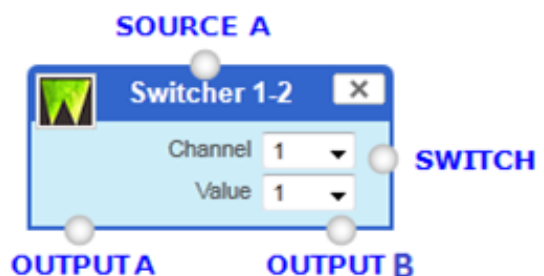 SOURCE A
Switcher 1-2
Channel 1
SWITCH
Value 1
OUTPUT A OUTPUT B